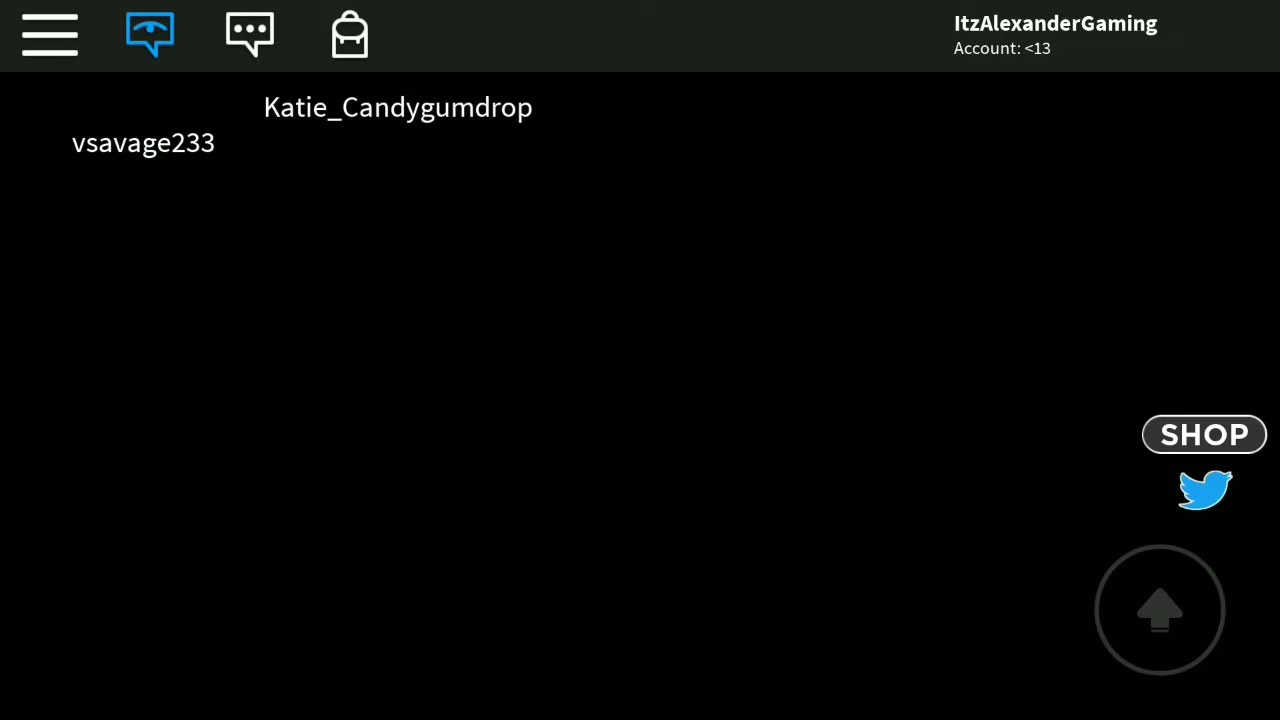 ItzAlexanderGaming
Account: <13
Katie_Candygumdrop
vsavage233
SHOP